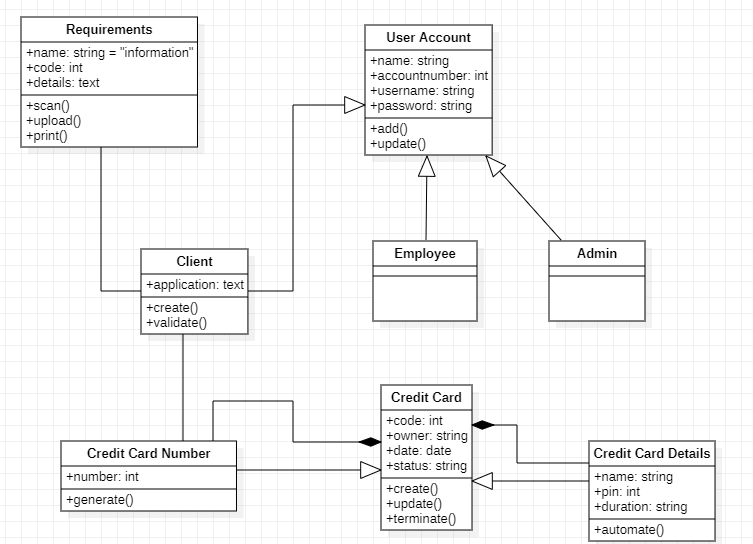 Requirements
+name: string = "information"
+code: int
+details: text
+scan()
+upload()
+print()
User Account
+name: string
+accountnumber: int
+username: string
+password: string
+add()
+update()
Client
+application: text
+create()
+validate()
Employee
Admin
Credit Card Number
+number: int
+generate()
Credit Card
+code: int
+owner: string
+date: date
+status: string
+create()
+update()
+terminate()
Credit Card Details
+name: string
+pin: int
+duration: string
+automate()